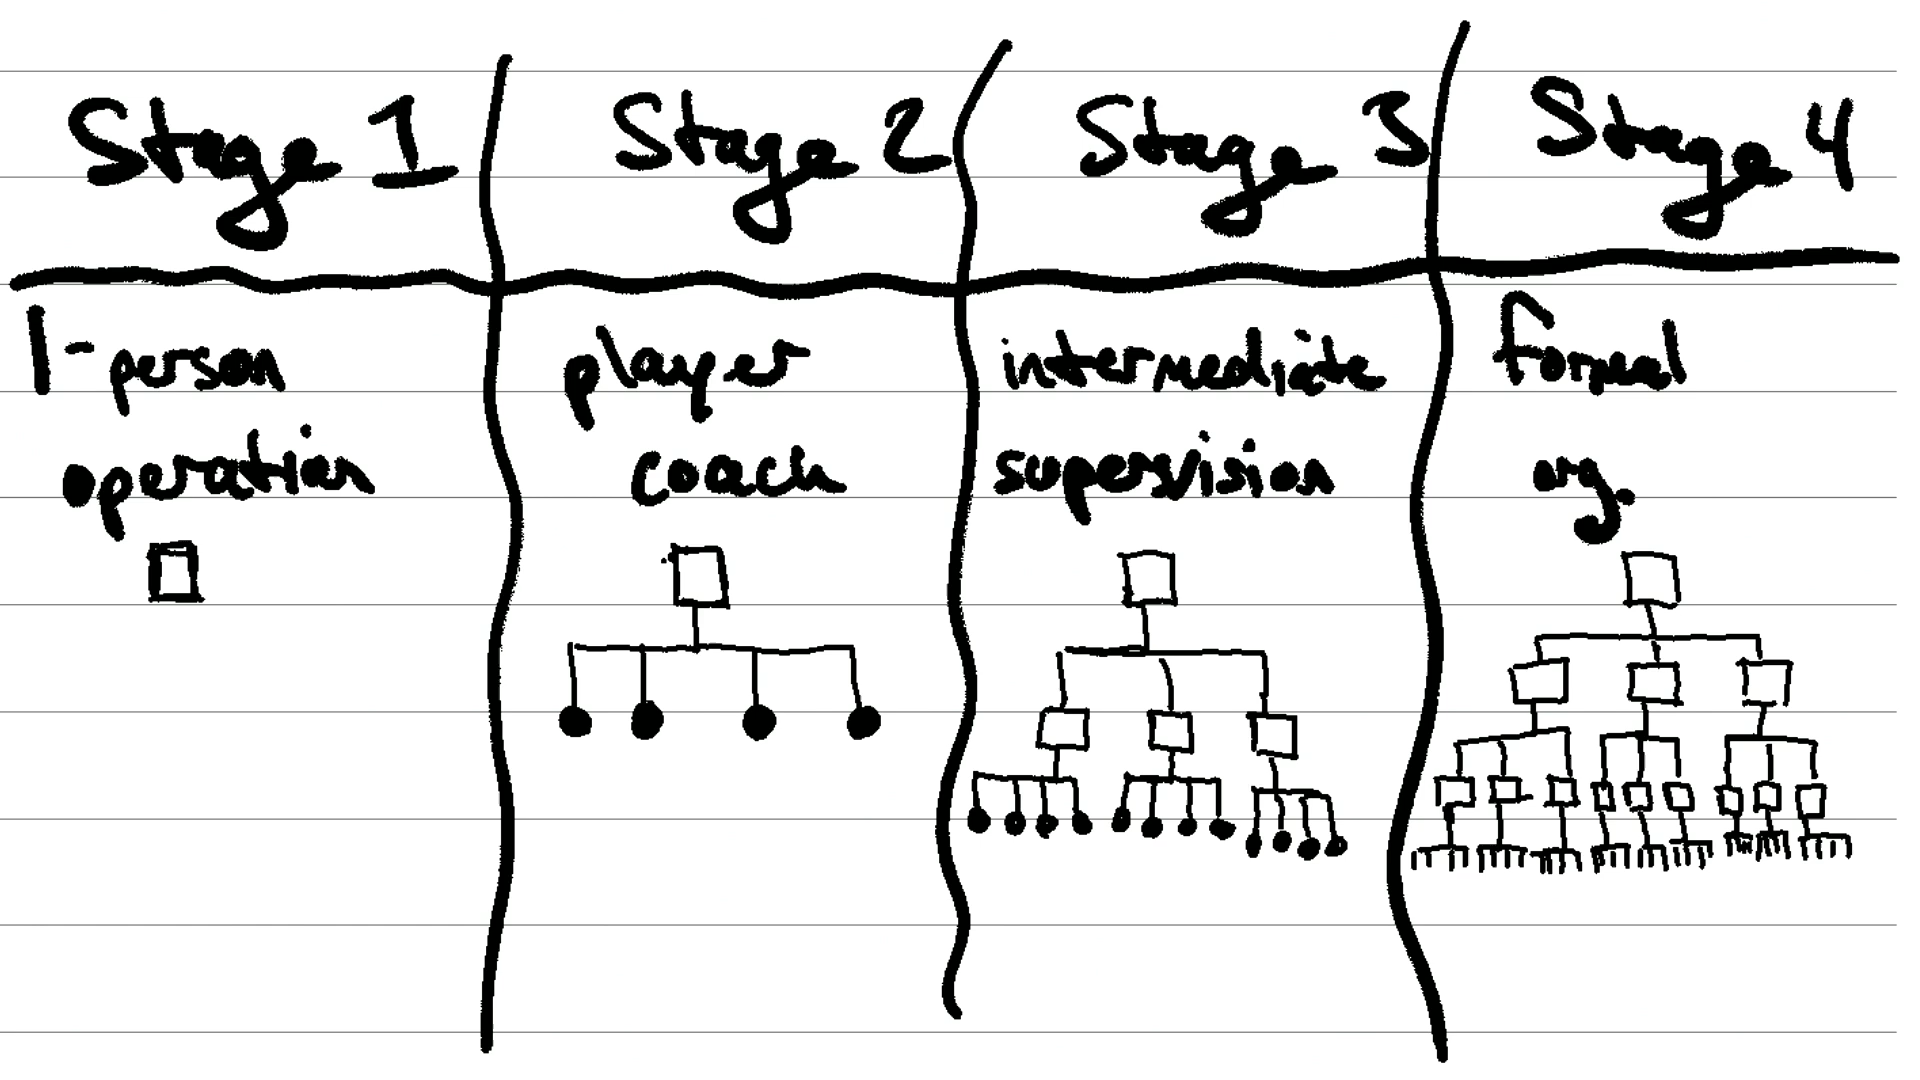 Stage 1
Stage 2
Stage 3
Stage 4
1-person
operation
player
coach
intermediate
supervision
formal
org.